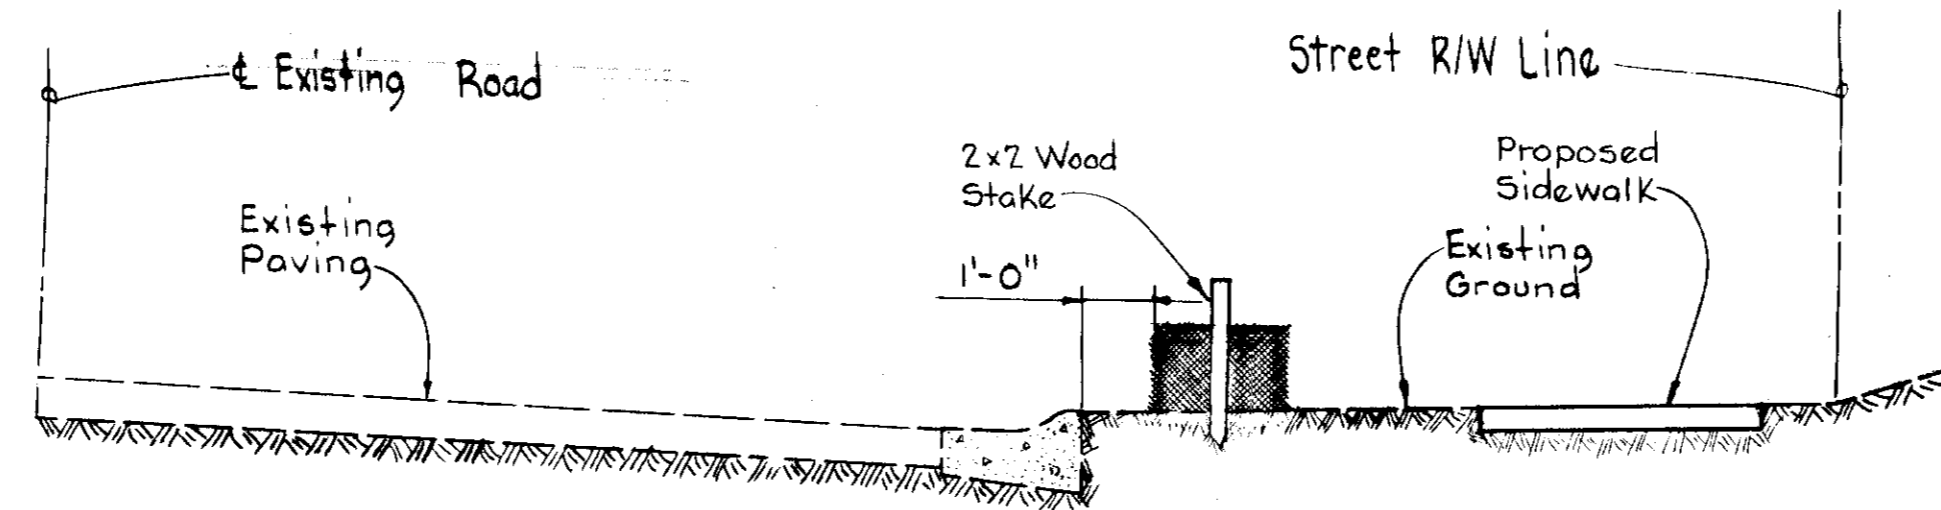 ℄ Existing Road
Street R/W Line
2x2 Wood
Stake
Proposed
Sidewalk
Existing
Paving
Existing
Ground
1'-0"